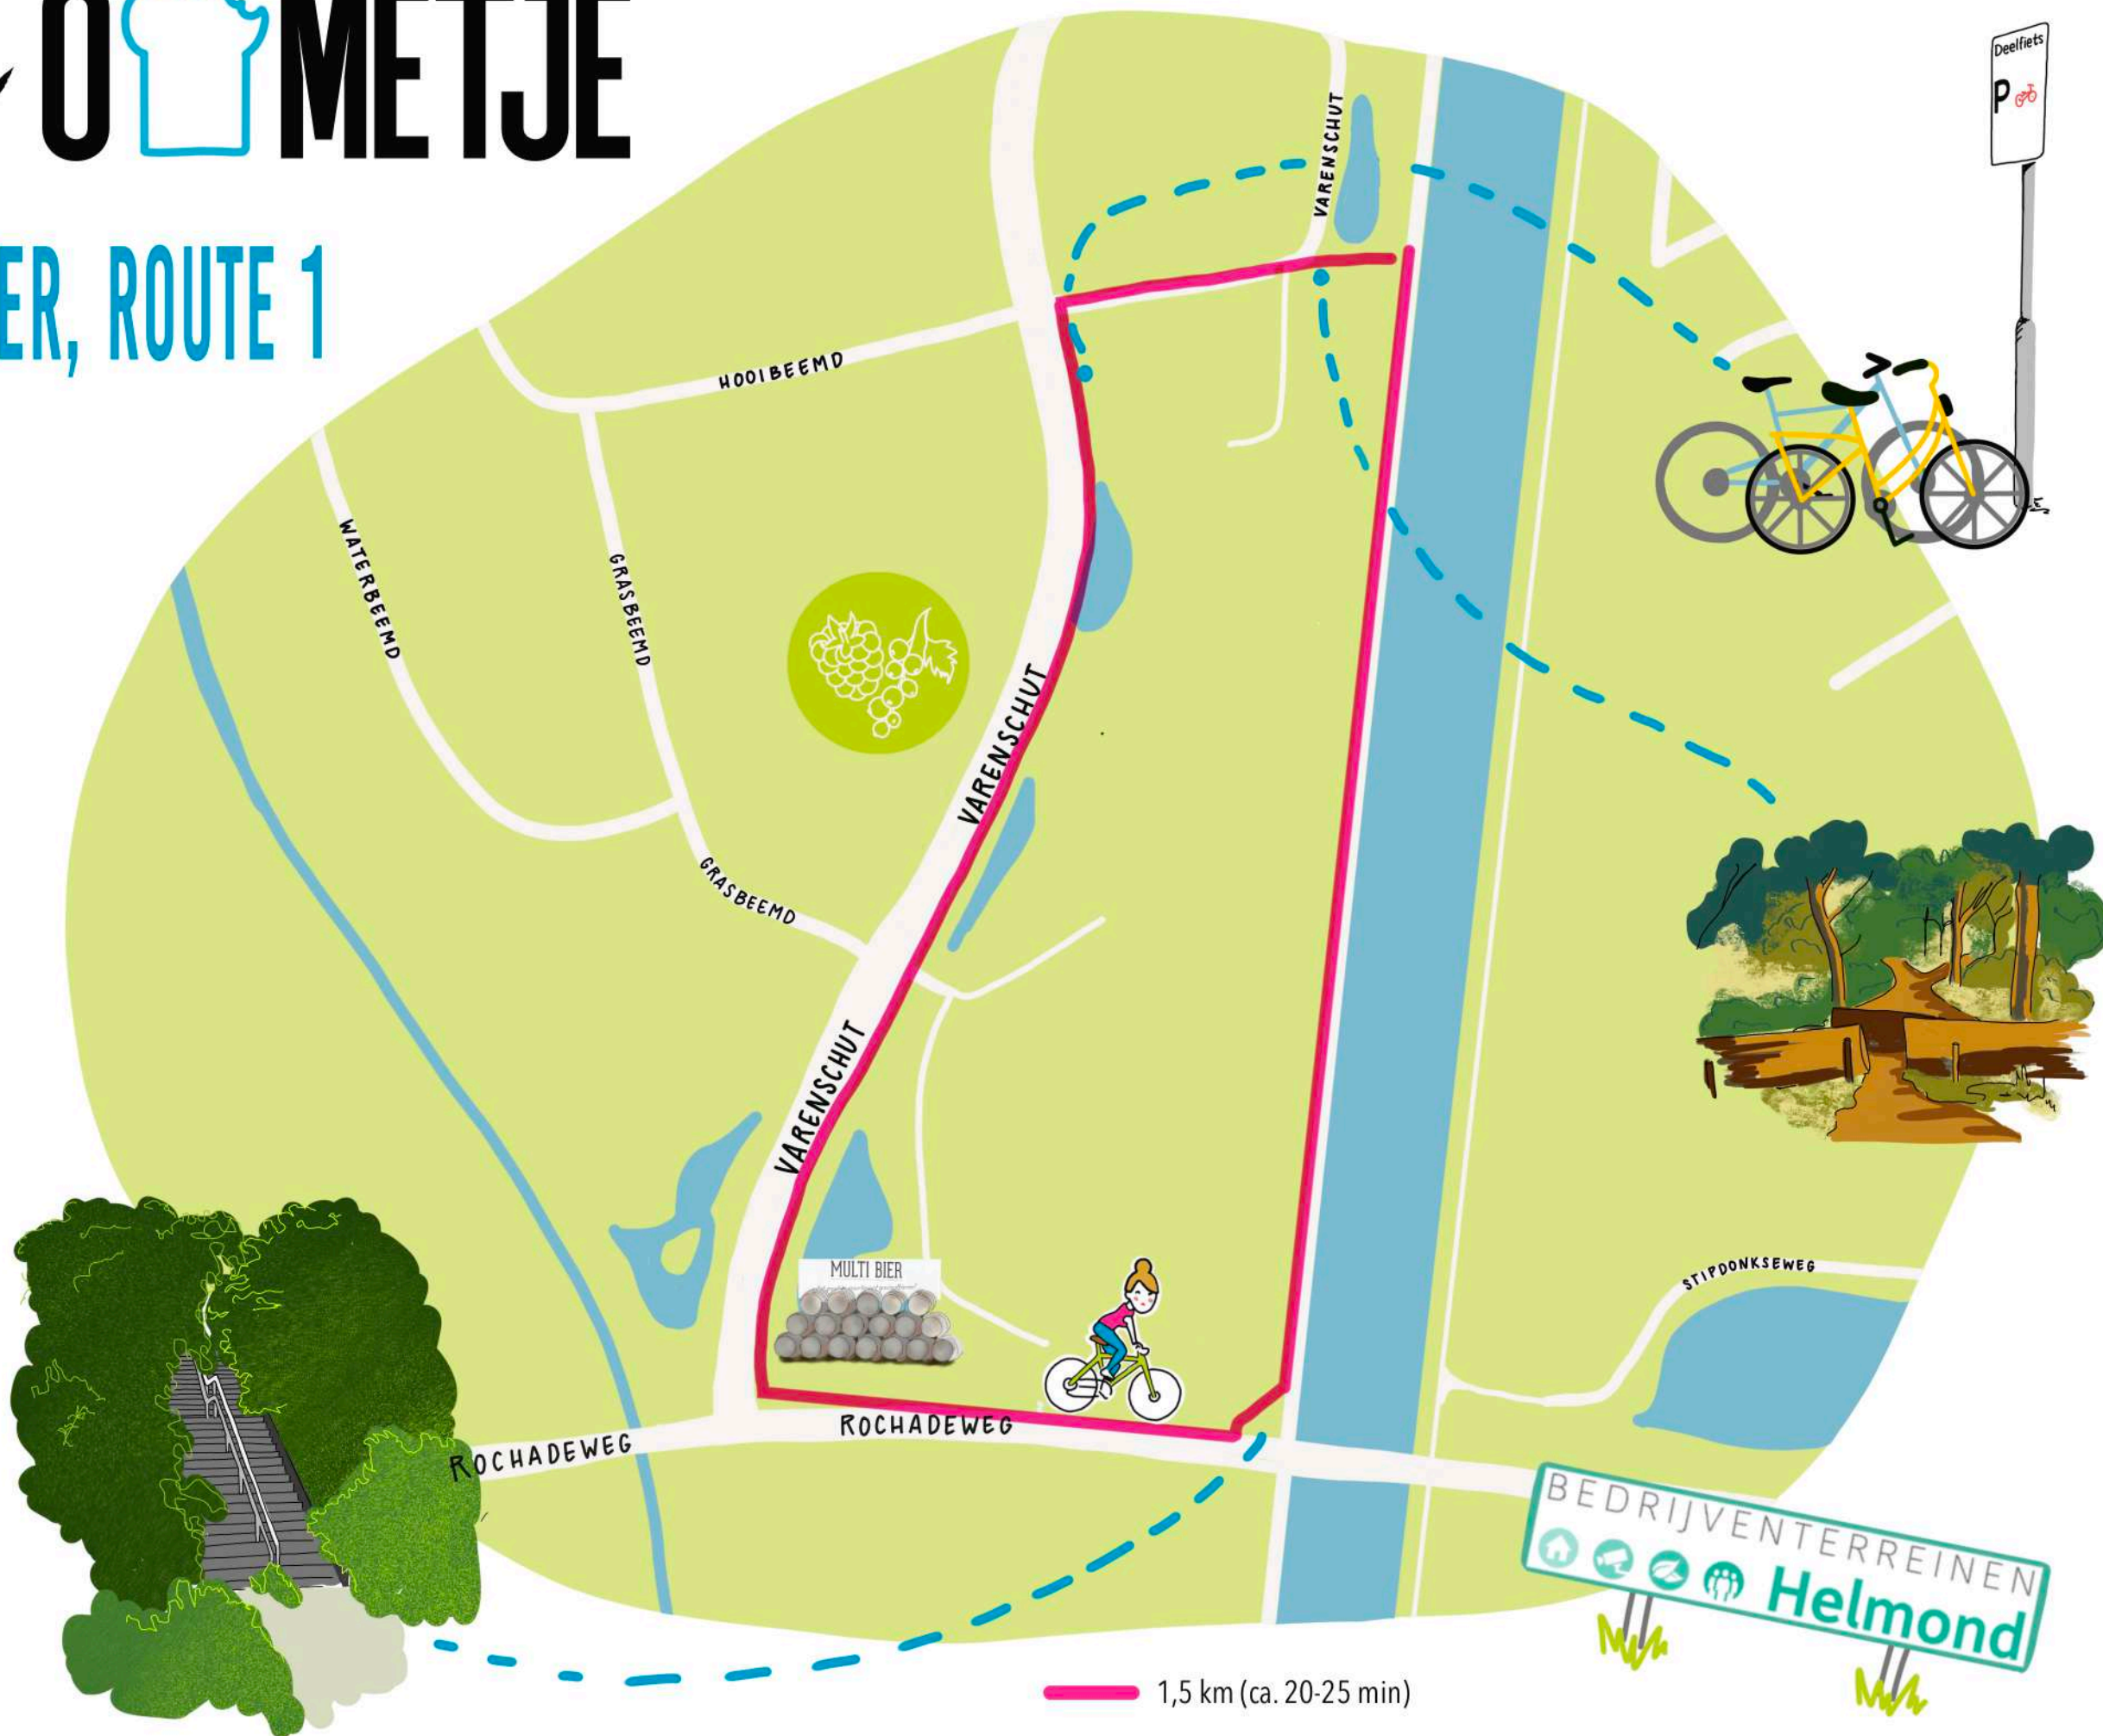 OMMETJE
ER, ROUTE 1
Deelfiets
P
VARENSCHUT
HOOIBEEMD
WATERBEEMD
GRASBEEMD
VARENSCHUT
GRASBEEMD
VARENSCHUT
STIPDONKSEWEG
MULTI BIER
ROCHADEWEG
ROCHADEWEG
BEDRIJVENTERREINEN
Helmond
1,5 km (ca. 20-25 min)